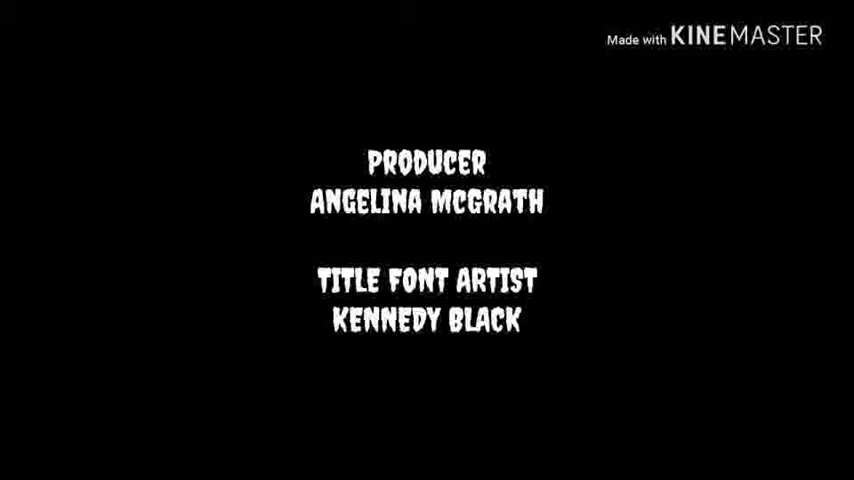 Made with KINEMASTER
PRODUCER
ANGELINA MCGRATH
TITLE FONT ARTIST
KENNEDY BLACK